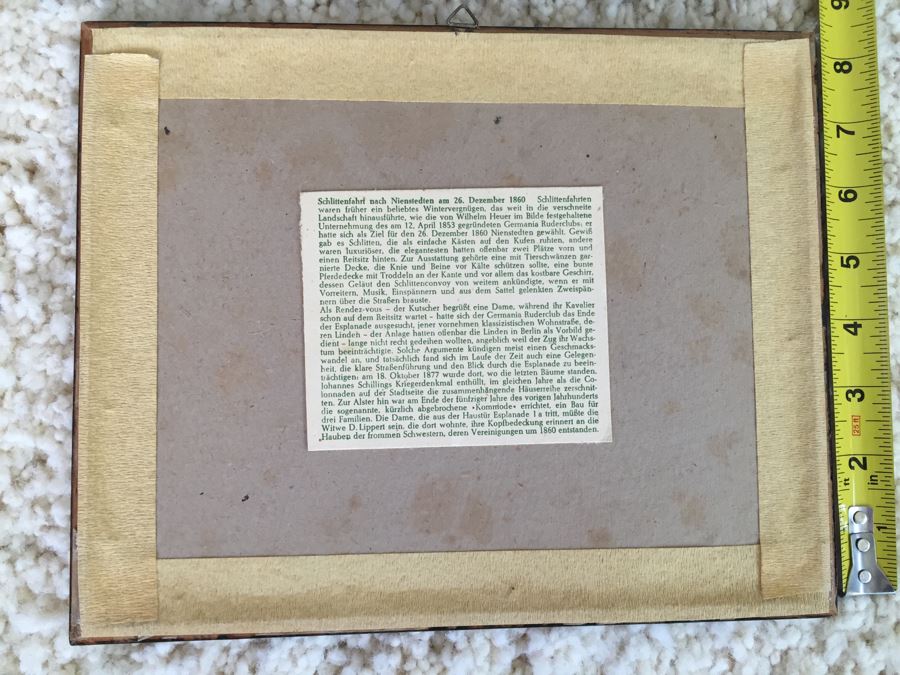 Schlittenfahrt nach Nienstedten am 26. Dezember 1860 Schlittenfahrten
waren früher ein beliebtes Wintervergnügen, das weit in die verschneite
Landschaft hinausführte, wie die von Wilhelm Heuer im Bilde festgehaltene
Unternehmung des am 12. April 1853 gegründeten Germania Ruderclubs; er
hatte sich als Ziel für den 26. Dezember 1860 Nienstedten gewählt. Gewiß
gab es Schlitten, die als einfache Kästen auf den Kufen ruhten, andere
waren luxuriöser, die elegantesten hatten offenbar zwei Plätze vorn und
einen Reitsitz hinten. Zur Ausstattung gehörte eine mit Tierschwänzen gar-
nierte Decke, die Knie und Beine vor Kälte schützen sollte, eine bunte
Pferdedecke mit Troddeln an der Kante und vor allem das kostbare Geschirr,
dessen Geläut den Schlittenconvoy von weitem ankündigte, wenn er mit
Vorreitern, Musik, Einspännern und aus dem Sattel gelenkten Zweispän-
nern über die Straßen brauste.
Als Rendez-vous – der Kutscher begrüßt eine Dame, während ihr Kavalier
schon auf dem Reitsitz wartet – hatte sich der Germania Ruderclub das Ende
der Esplanade ausgesucht, jener vornehmen klassizistischen Wohnstraße, de-
ren Linden – der Anlage hatten offenbar die Linden in Berlin als Vorbild ge-
dient – lange nicht recht gedeihen wollten, angeblich weil der Zug ihr Wachs-
tum beeinträchtigte. Solche Argumente kündigen meist einen Geschmacks-
wandel an, und tatsächlich fand sich im Laufe der Zeit auch eine Gelegen-
heit, die klare Straßenführung und den Blick durch die Esplanade zu beein-
trächtigen: am 18. Oktober 1877 wurde dort, wo die letzten Bäume standen,
Johannes Schillings Kriegerdenkmal enthüllt, im gleichen Jahre als die Co-
lonnaden auf der Stadtseite die zusammenhängende Häuserreihe zerschnit-
ten. Zur Alster hin war am Ende der fünfziger Jahre des vorigen Jahrhunderts
die sogenannte, kürzlich abgebrochene »Kommode« errichtet, ein Bau für
drei Familien. Die Dame, die aus der Haustür Esplanade 1 a tritt, müßte die
Witwe D. Lippert sein, die dort wohnte, ihre Kopfbedeckung erinnert an die
Hauben der frommen Schwestern, deren Vereinigungen um 1860 entstanden.
9
8
7
6
5
4
3
25 ft
2
ft
in
1